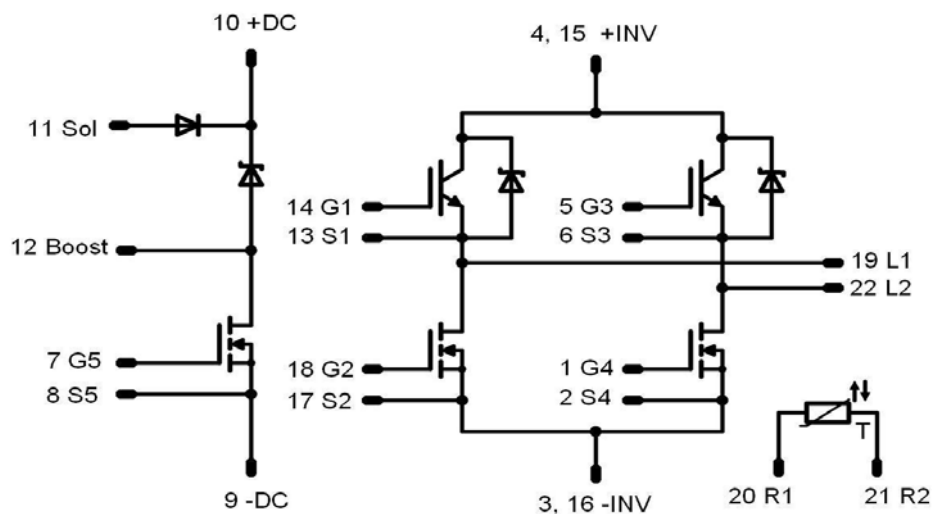 10 +DC
4, 15 +INV
11 Sol
14 G1
5 G3
13 S1
6 S3
12 Boost
19 L1
22 L2
7 G5
18 G2
1 G4
8 S5
17 S2
2 S4
T
9 -DC
3, 16 -INV
20 R1
21 R2